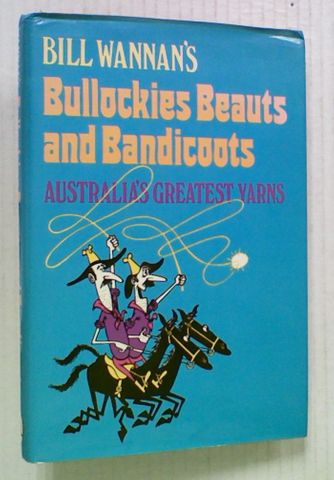 BILL WANNAN'S
Bullockies Beauts
and Bandicoots
AUSTRALIA'S GREATEST YARNS